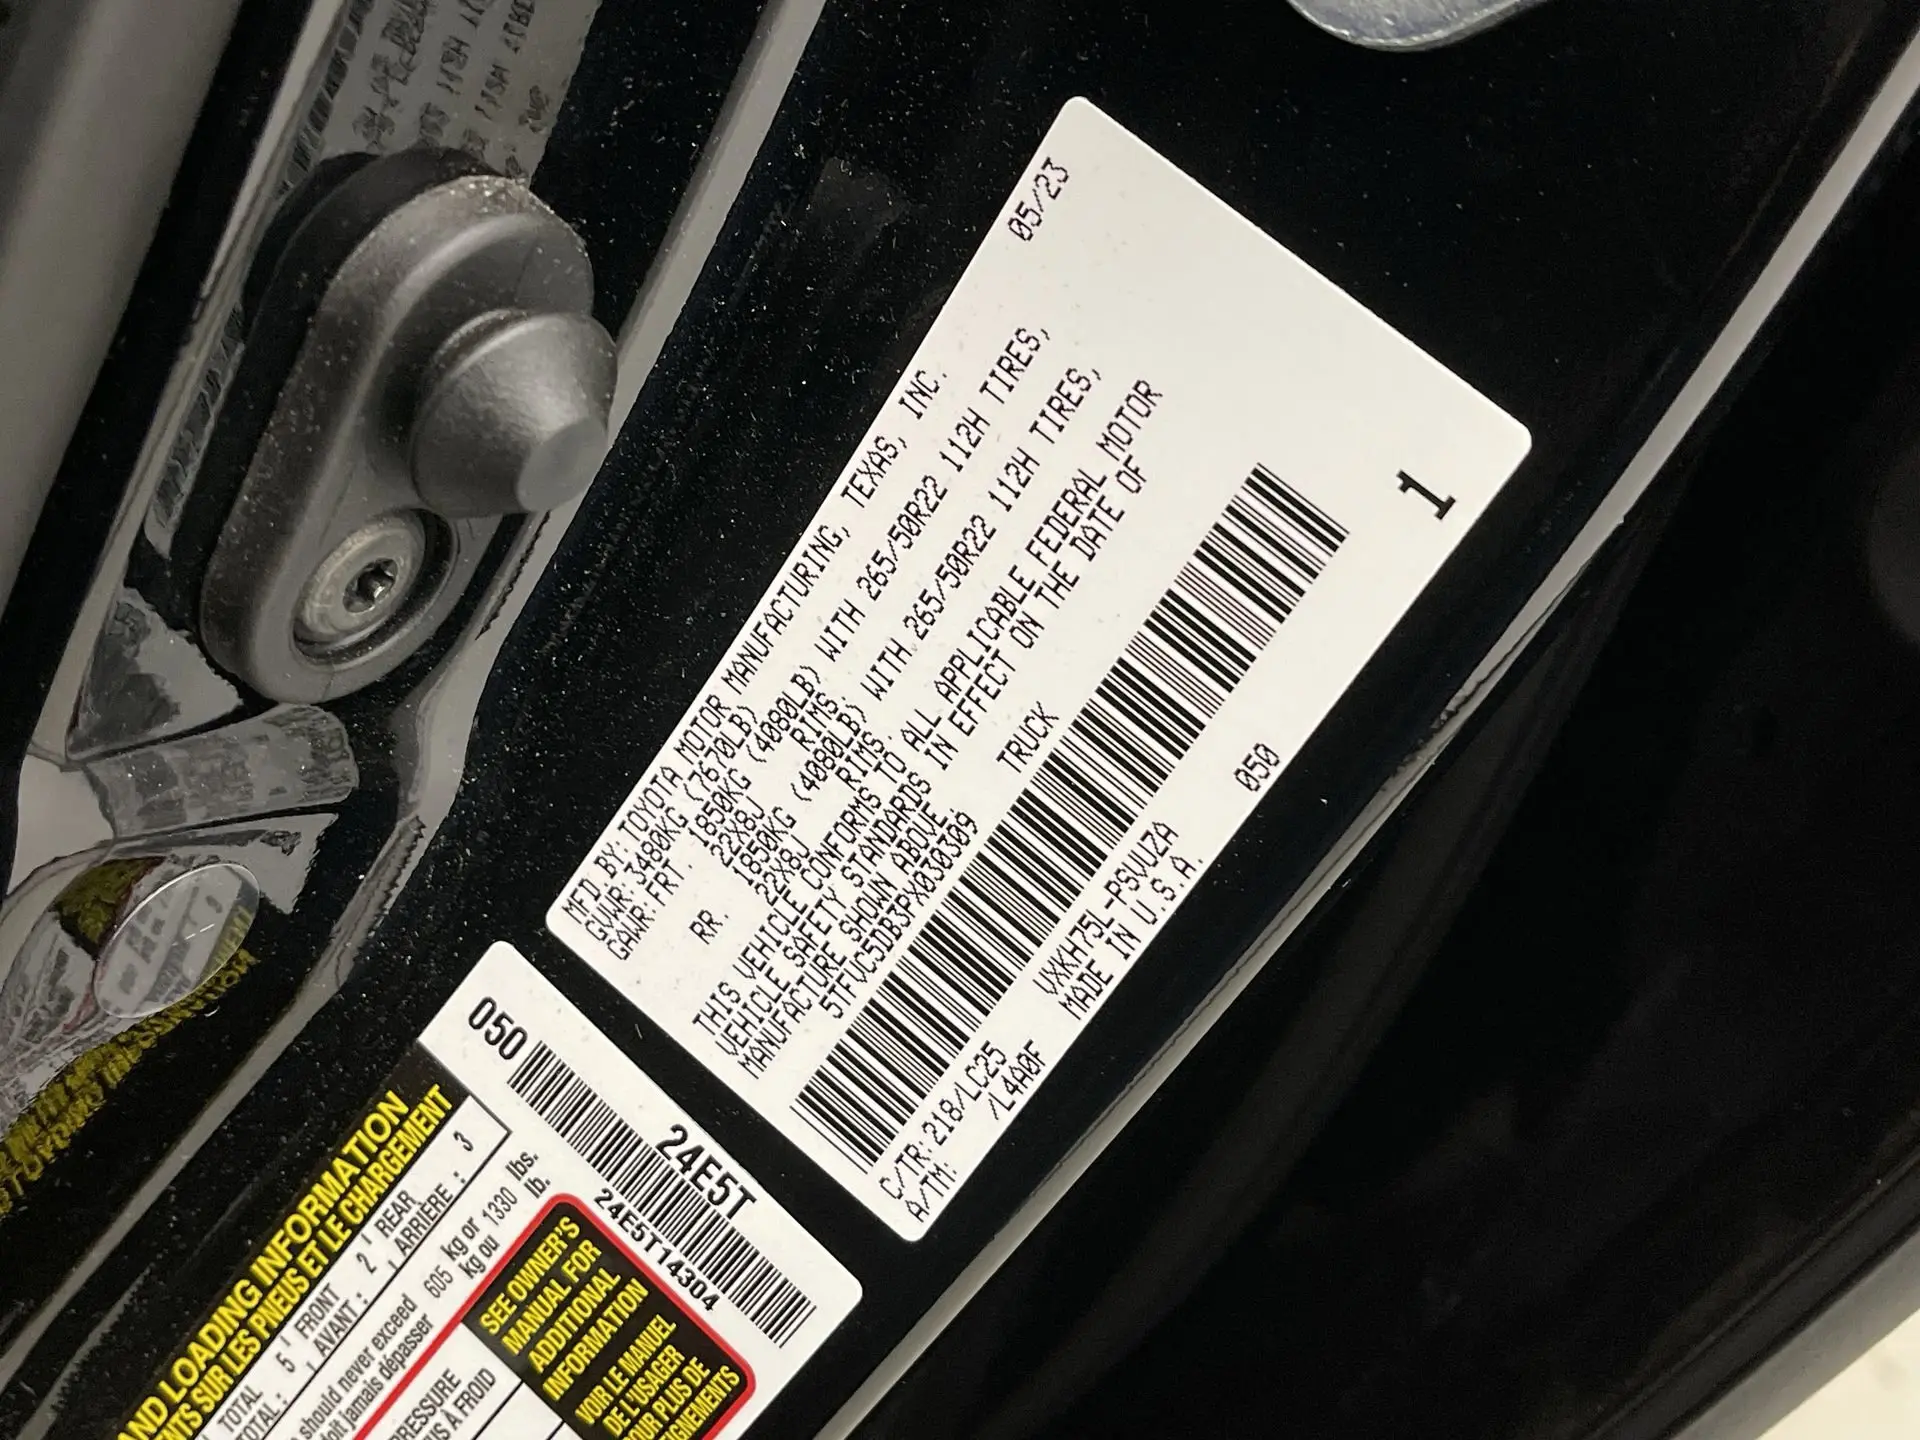 05/23
MFD BY:TOYOTA MOTOR MANUFACTURING, TEXAS, INC.
GVWR:3480KG (7670LB)
GAWR:FRT. 1850KG (4080LB) WITH 265/50R22 112H TIRES,
22X8J RIMS,
RR. 1850KG (4080LB) WITH 265/50R22 112H TIRES,
22X8J RIMS.
THIS VEHICLE CONFORMS TO ALL APPLICABLE FEDERAL MOTOR
VEHICLE SAFETY STANDARDS IN EFFECT ON THE DATE OF
MANUFACTURE SHOWN ABOVE.
5TFVC5DB3PX030309 TRUCK
1
C/TR:218/LC25 VXKH75L-PSVUZA 050
A/TM: /L4A0F MADE IN U.S.A.
050
24E5T
24E5T14304
AND LOADING INFORMATION
SUR LES PNEUS ET LE CHARGEMENT
TOTAL 5 FRONT 2 REAR 3
TOTAL : , AVANT : , ARRIÈRE :
should never exceed 605 kg or 1330 lbs.
doit jamais dépasser kg ou lb.
PRESSURE
À FROID
SEE OWNER'S
MANUAL FOR
ADDITIONAL
INFORMATION
VOIR LE MANUEL
DE L'USAGER
POUR PLUS DE